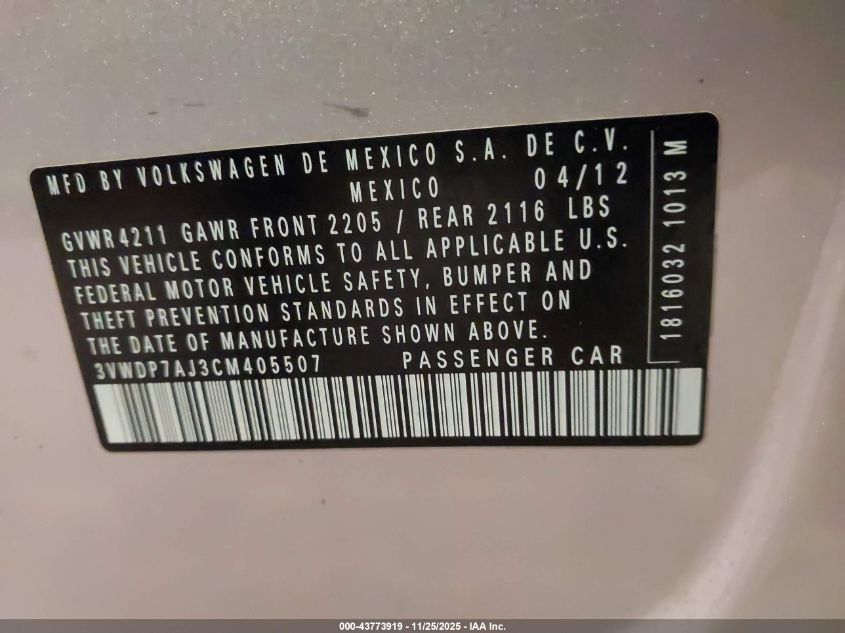 MFD BY VOLKSWAGEN DE MEXICO S.A. DE C.V.
MEXICO 04/12
GVWR 4211 GAWR FRONT 2205 / REAR 2116 LBS
THIS VEHICLE CONFORMS TO ALL APPLICABLE U.S.
FEDERAL MOTOR VEHICLE SAFETY, BUMPER AND
THEFT PREVENTION STANDARDS IN EFFECT ON
THE DATE OF MANUFACTURE SHOWN ABOVE.
3VWDP7AJ3CM405507 PASSENGER CAR
1816032 1013 M
000-43773919 - 11/25/2025 - IAA Inc.